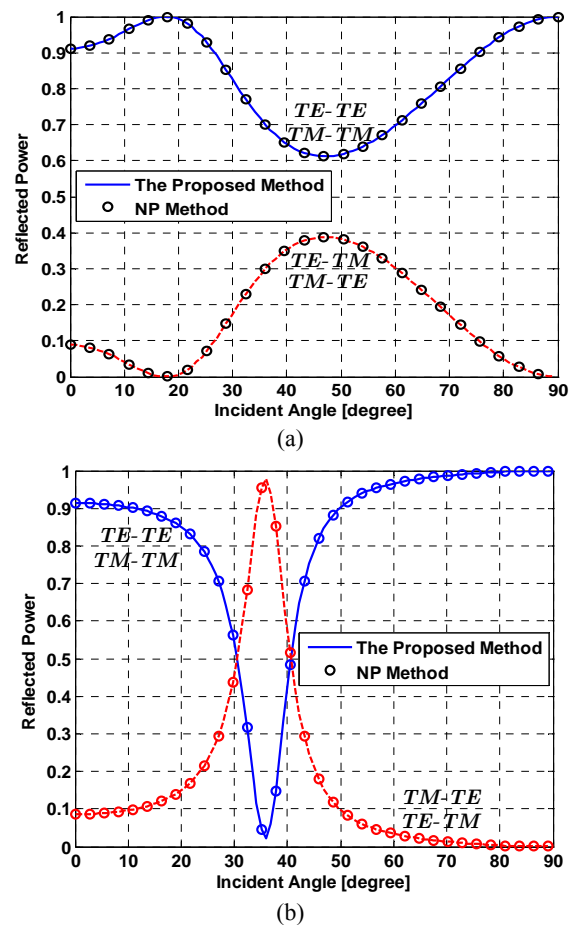 1
0.9
0.8
0.7
0.6
0.5
0.4
0.3
0.2
0.1
0
Reflected Power
TE-TE
TM-TM
The Proposed Method
NP Method
TE-TM
TM-TE
0 10 20 30 40 50 60 70 80 90
Incident Angle [degree]
(a)
1
0.9
0.8
0.7
0.6
0.5
0.4
0.3
0.2
0.1
0
Reflected Power
TE-TE
TM-TM
The Proposed Method
NP Method
TM-TE
TE-TM
0 10 20 30 40 50 60 70 80 90
Incident Angle [degree]
(b)